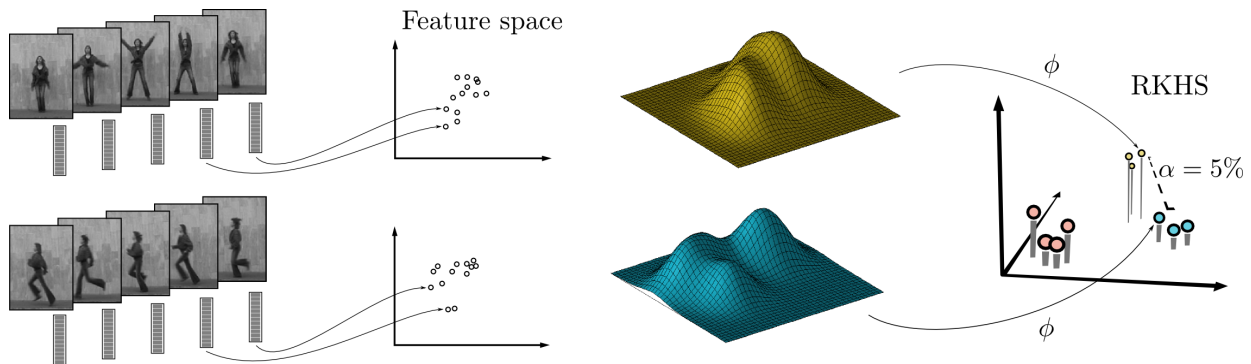 Feature space
ϕ
RKHS
α = 5%
ϕ